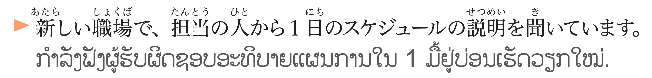 ▶新しい職場で、担当の人から1日のスケジュールの説明を聞いています。
ກຳລັງຟັງຜູ້ຮັບຜິດຊອບອະທິບາຍແຜນການໃນ 1 ມື້ຢູ່ບ່ອນເຮັດວຽກໃໝ່.